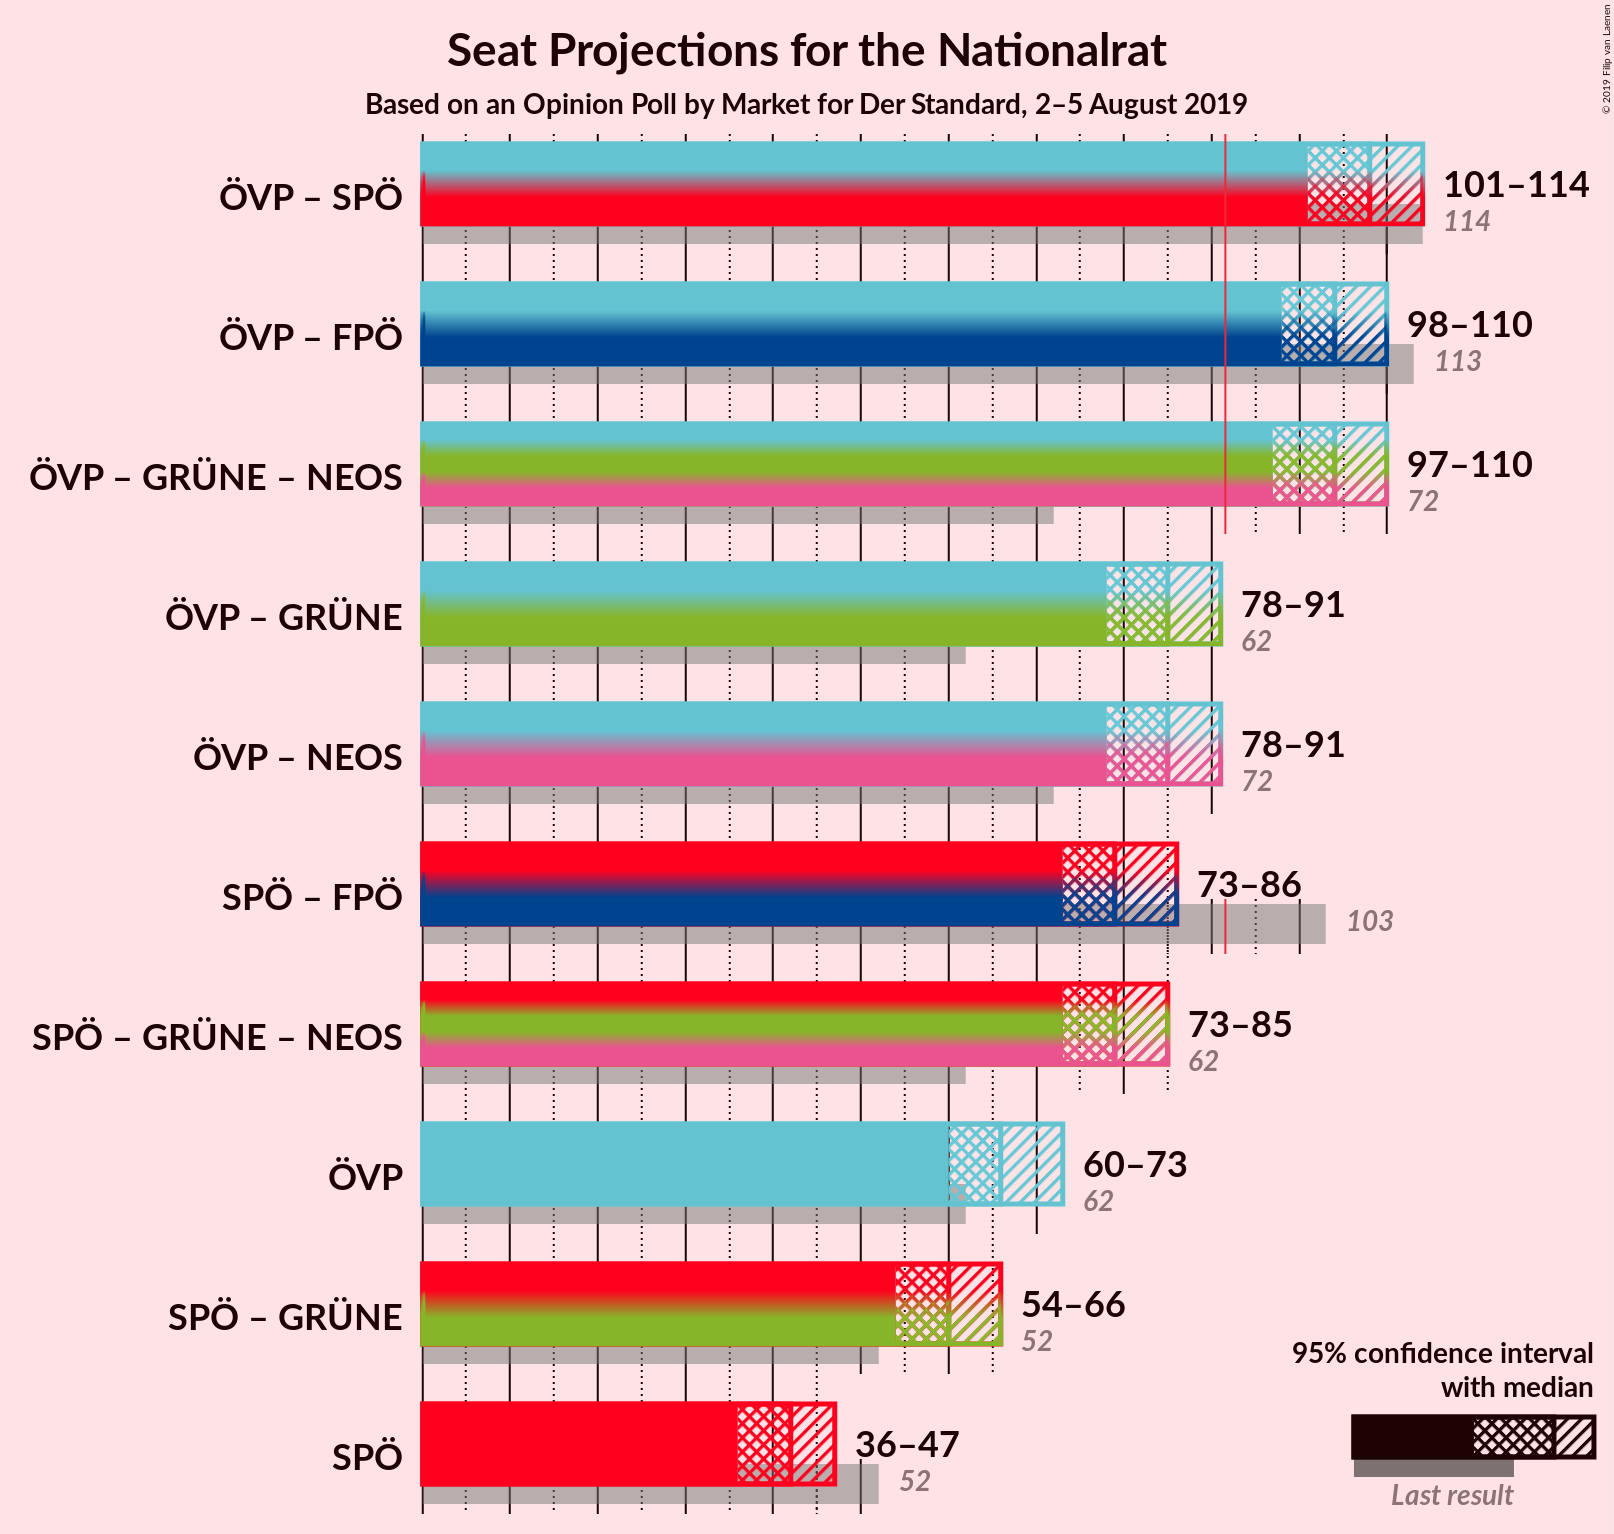 Seat Projections for the Nationalrat
Based on an Opinion Poll by Market for Der Standard, 2–5 August 2019
© 2019 Filip van Laenen
ÖVP – SPÖ
101–114
114
ÖVP – FPÖ
98–110
113
ÖVP – GRÜNE – NEOS
97–110
72
ÖVP – GRÜNE
78–91
62
ÖVP – NEOS
78–91
72
SPÖ – FPÖ
73–86
103
SPÖ – GRÜNE – NEOS
73–85
62
ÖVP
60–73
62
SPÖ – GRÜNE
54–66
52
SPÖ
36–47
52
95% confidence interval
with median
Last result